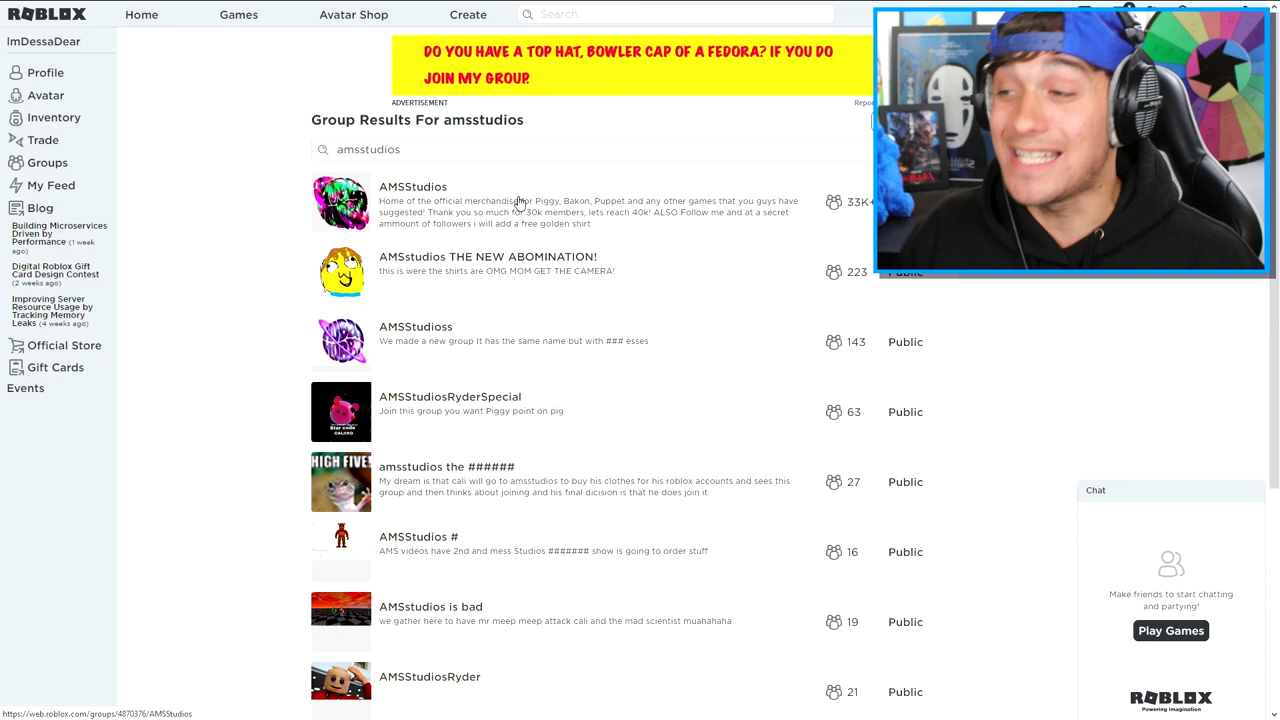 ROBLOX
Home
Games
Avatar Shop
Create
Search
ImDessaDear
Profile
Avatar
Inventory
Trade
Groups
My Feed
Blog
Building Microservices
Driven by
Performance (1 week
ago)
Digital Roblox Gift
Card Design Contest
(2 weeks ago)
Improving Server
Resource Usage by
Tracking Memory
Leaks (4 weeks ago)
Official Store
Gift Cards
Events
DO YOU HAVE A TOP HAT, BOWLER CAP OF A FEDORA? IF YOU DO
JOIN MY GROUP.
ADVERTISEMENT
Repor
Group Results For amsstudios
amsstudios
AMSStudios
Home of the official merchandise for Piggy, Bakon, Puppet and any other games that you guys have
suggested! Thank you so much for 30k members, lets reach 40k! ALSO Follow me and at a secret
ammount of followers i will add a free golden shirt
33K+
AMSstudios THE NEW ABOMINATION!
this is were the shirts are OMG MOM GET THE CAMERA!
223
Public
AMSStudioss
We made a new group It has the same name but with ### esses
143
Public
AMSStudiosRyderSpecial
Join this group you want Piggy point on pig
63
Public
Star code
CALIXO
amsstudios the ######
My dream is that cali will go to amsstudios to buy his clothes for his roblox accounts and sees this
group and then thinks about joining and his final dicision is that he does join it.
27
Public
HIGH FIVE!
AMSStudios #
AMS videos have 2nd and mess Studios ####### show is going to order stuff
16
Public
AMSstudios is bad
we gather here to have mr meep meep attack cali and the mad scientist muahahaha
19
Public
AMSStudiosRyder
21
Public
Chat
Make friends to start chatting
and partying!
Play Games
ROBLOX
Powering Imagination
https://web.roblox.com/groups/4870376/AMSStudios